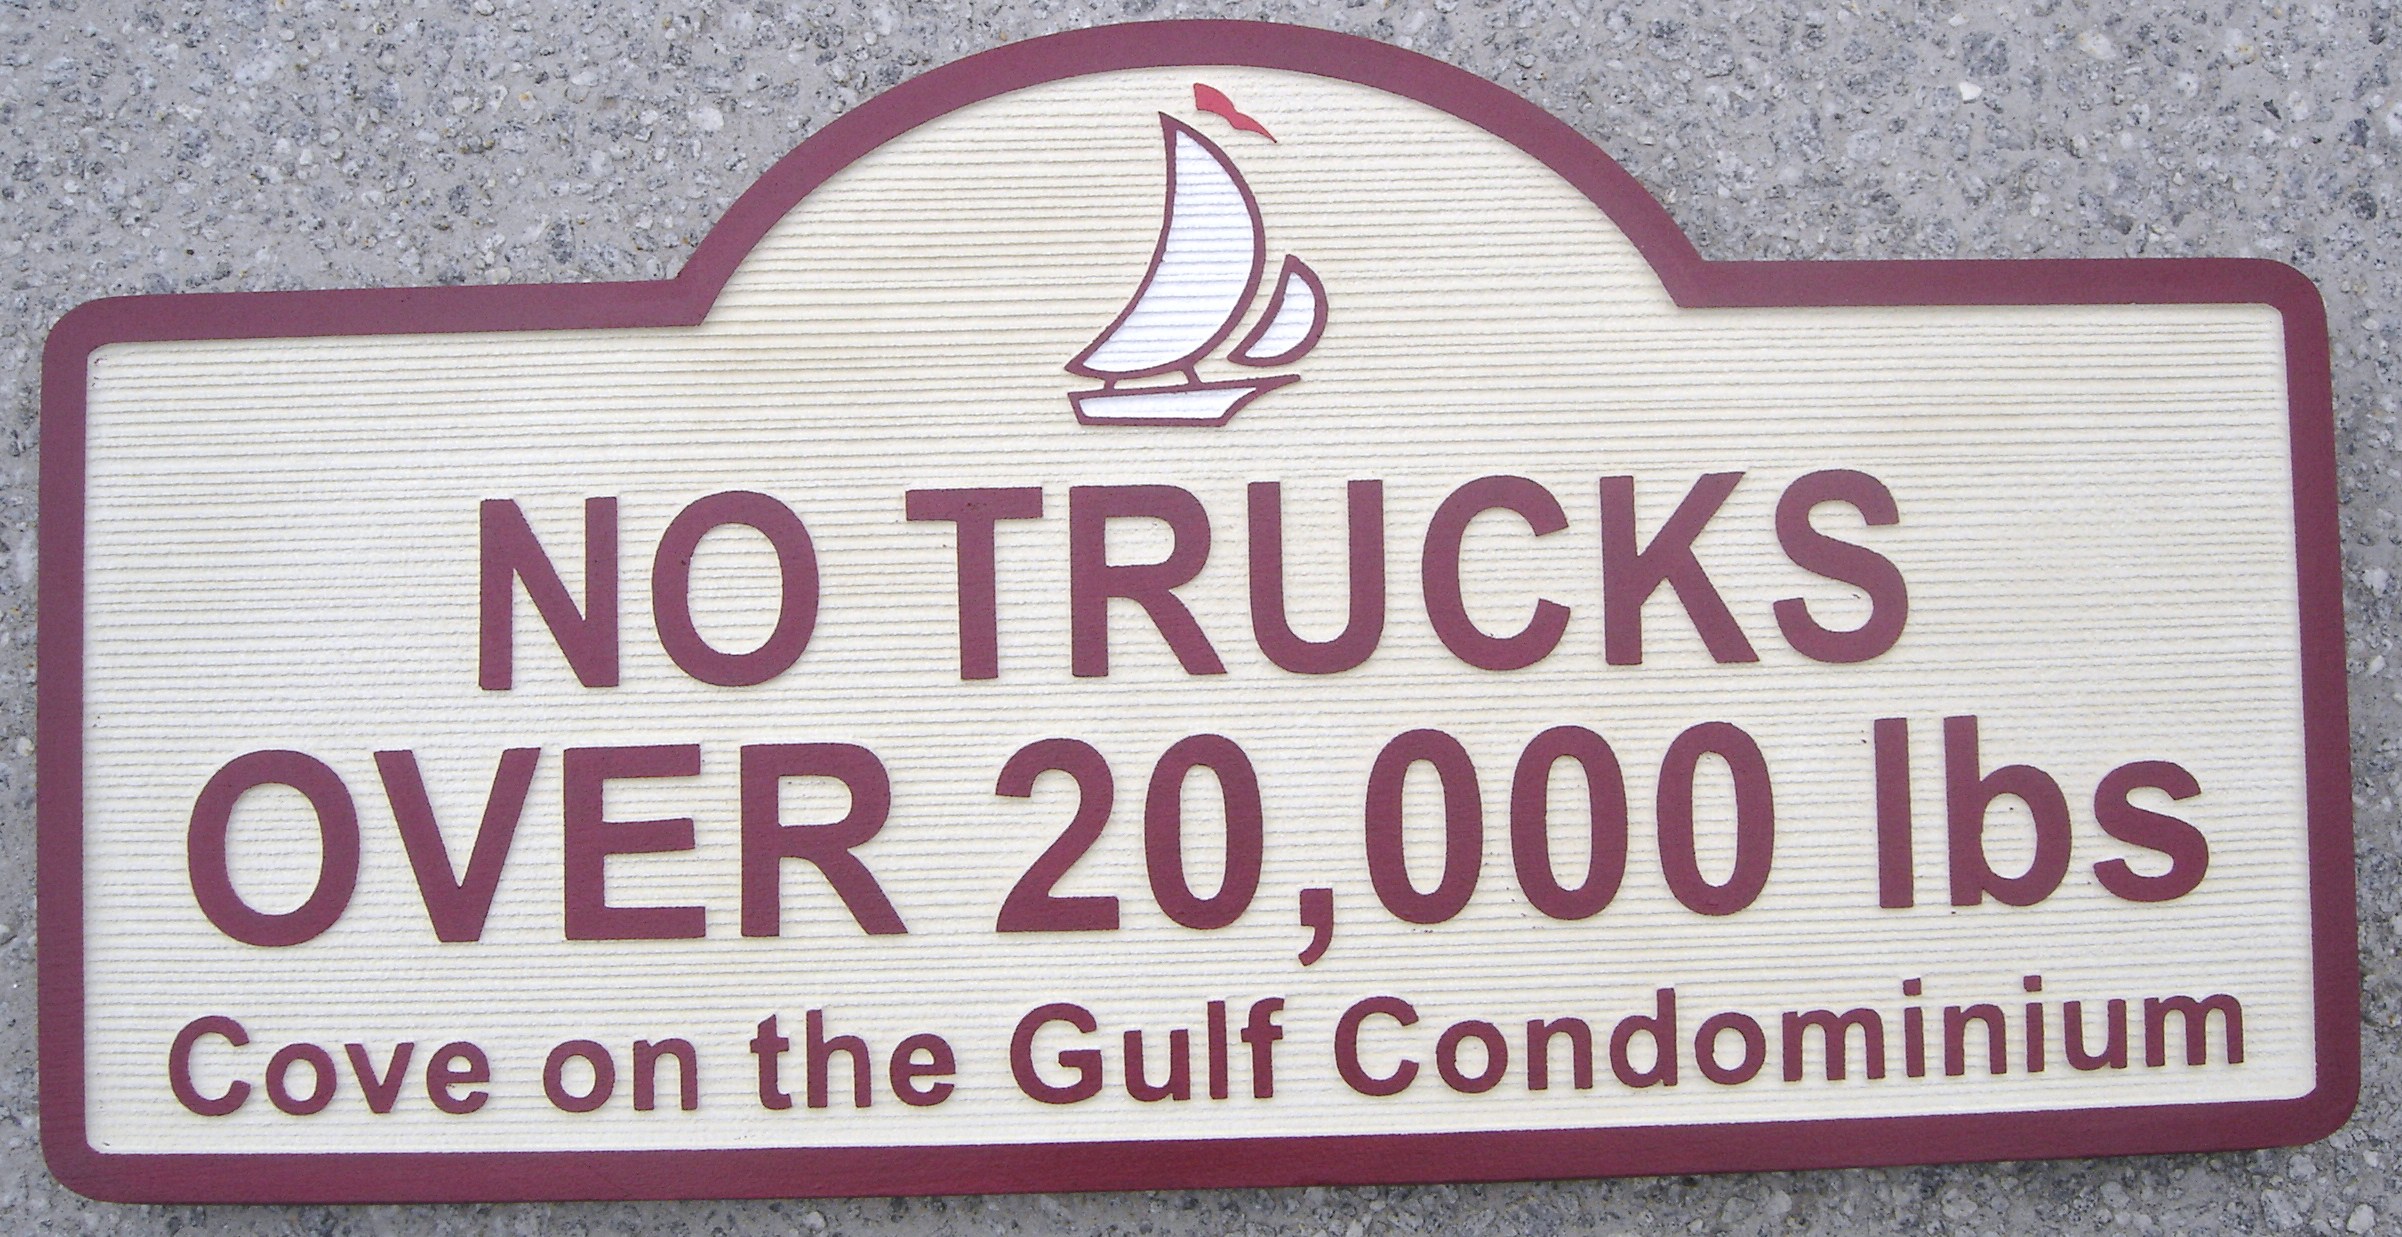 NO TRUCKS
OVER 20,000 lbs
Cove on the Gulf Condominium